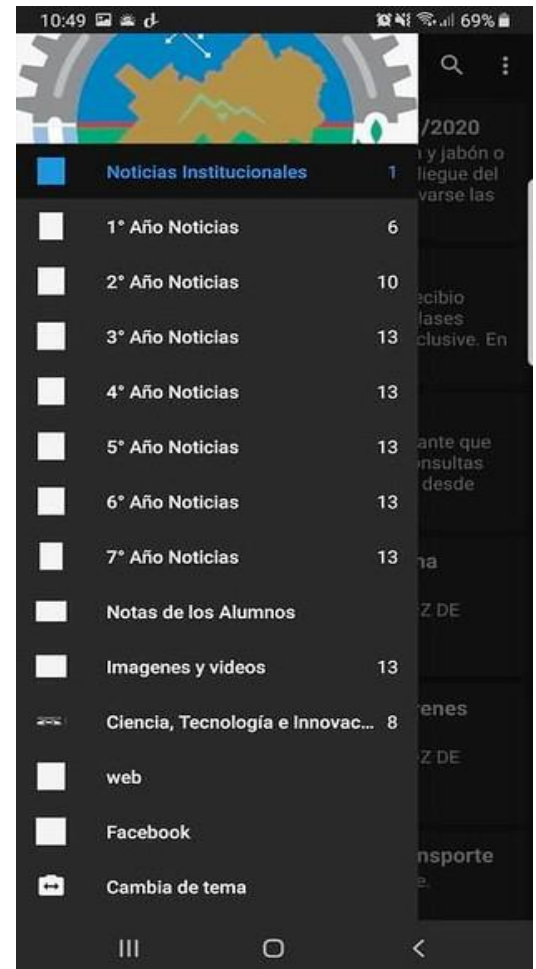 10:49
69%
/2020
n y jabón o
liegue del
varse las
Noticias Institucionales 1
1° Año Noticias 6
2° Año Noticias 10
ecibio
lases
clusive. En
3° Año Noticias 13
4° Año Noticias 13
5° Año Noticias 13
ante que
onsultas
desde
6° Año Noticias 13
7° Año Noticias 13
na
Notas de los Alumnos
Z DE
Imagenes y videos 13
Ciencia, Tecnología e Innovac... 8
renes
Z DE
web
Facebook
nsporte
e.
Cambia de tema